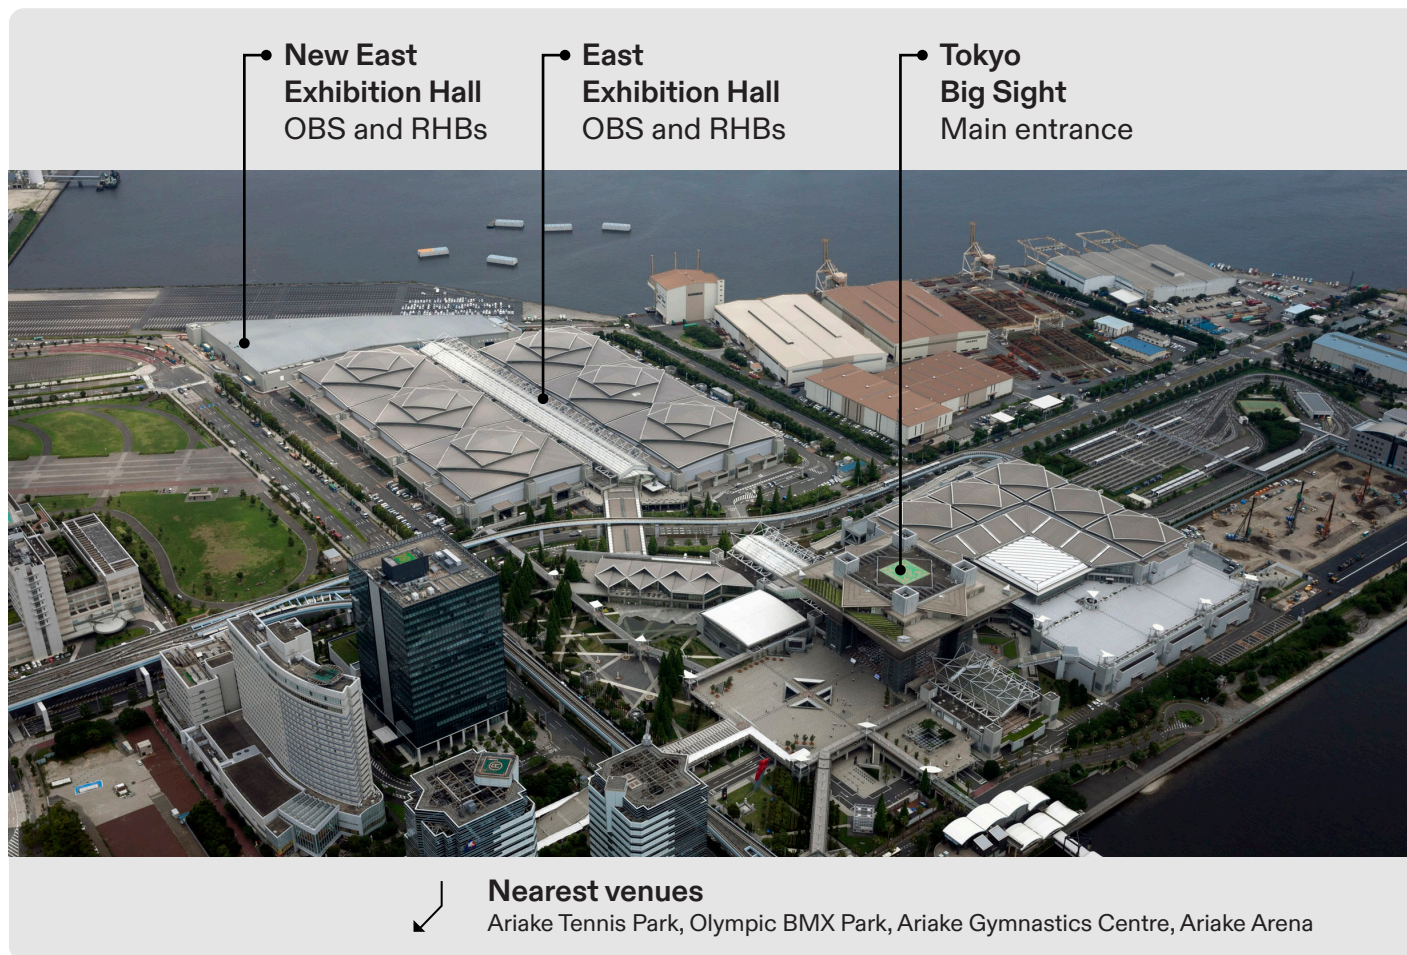 New East
Exhibition Hall
OBS and RHBs
East
Exhibition Hall
OBS and RHBs
Tokyo
Big Sight
Main entrance
Nearest venues
Ariake Tennis Park, Olympic BMX Park, Ariake Gymnastics Centre, Ariake Arena